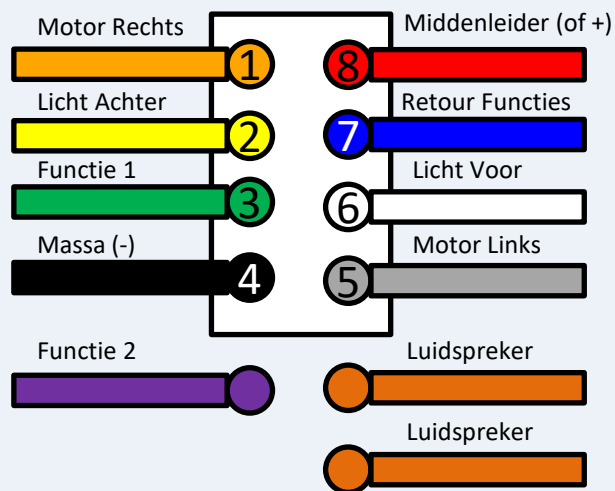 Motor Rechts
Middenleider (of +)
1
8
Licht Achter
Retour Functies
2
7
Functie 1
Licht Voor
3
6
Massa (-)
Motor Links
4
5
Functie 2
Luidspreker
Luidspreker